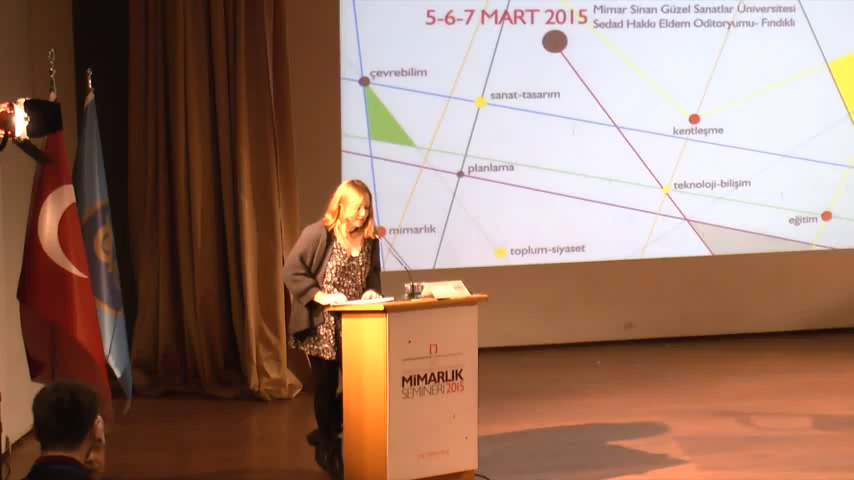 5-6-7 MART 2015
Mimar Sinan Güzel Sanatlar Üniversitesi
Sedad Hakkı Eldem Oditoryumu- Fındıklı
çevrebilim
sanat-tasarım
kentleşme
planlama
teknoloji-bilişim
mimarlık
eğitim
toplum-siyaset
MİMARLIK
SEMİNERİ 2015